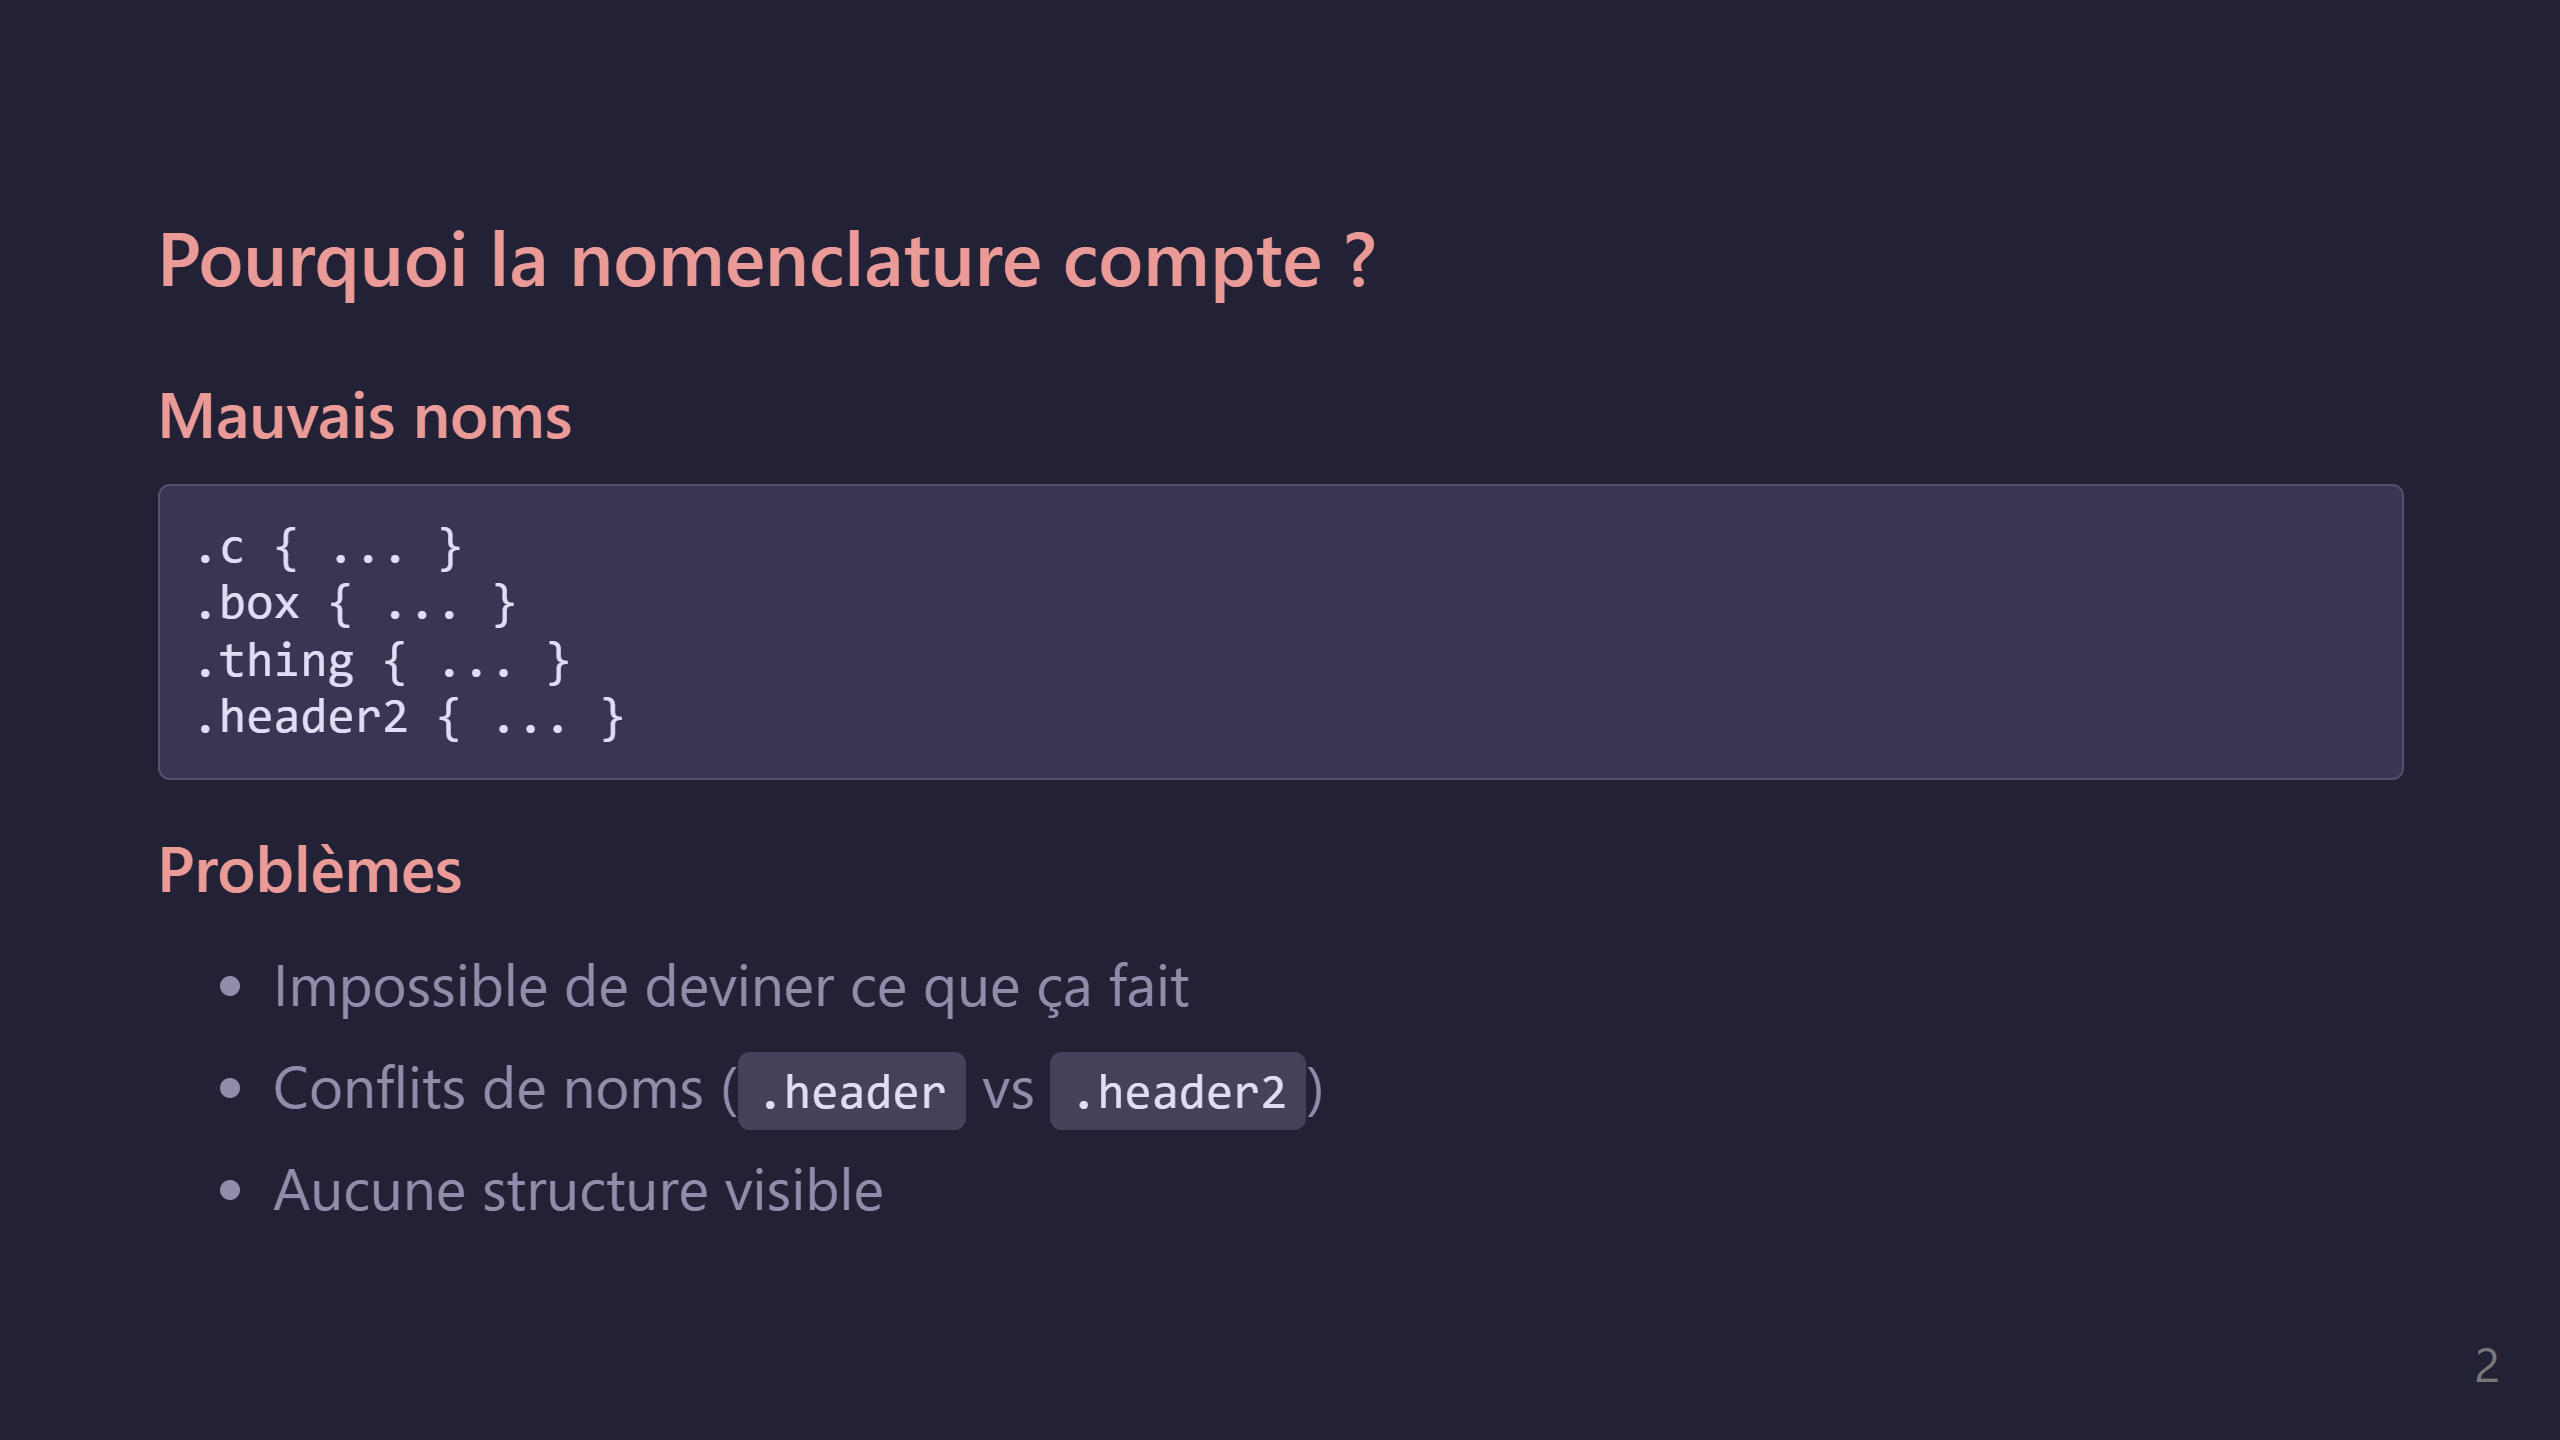 Pourquoi la nomenclature compte ?
Mauvais noms
.c { ... }
.box { ... }
.thing { ... }
.header2 { ... }
Problèmes
• Impossible de deviner ce que ça fait
• Conflits de noms (.header vs .header2)
• Aucune structure visible
2